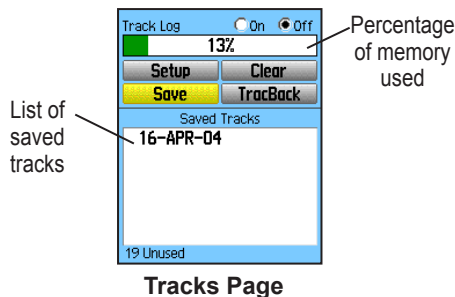 Track Log On Off
13%
Setup Clear
Save TracBack
Saved Tracks
16-APR-04
19 Unused
Percentage
of memory
used
List of
saved
tracks
Tracks Page